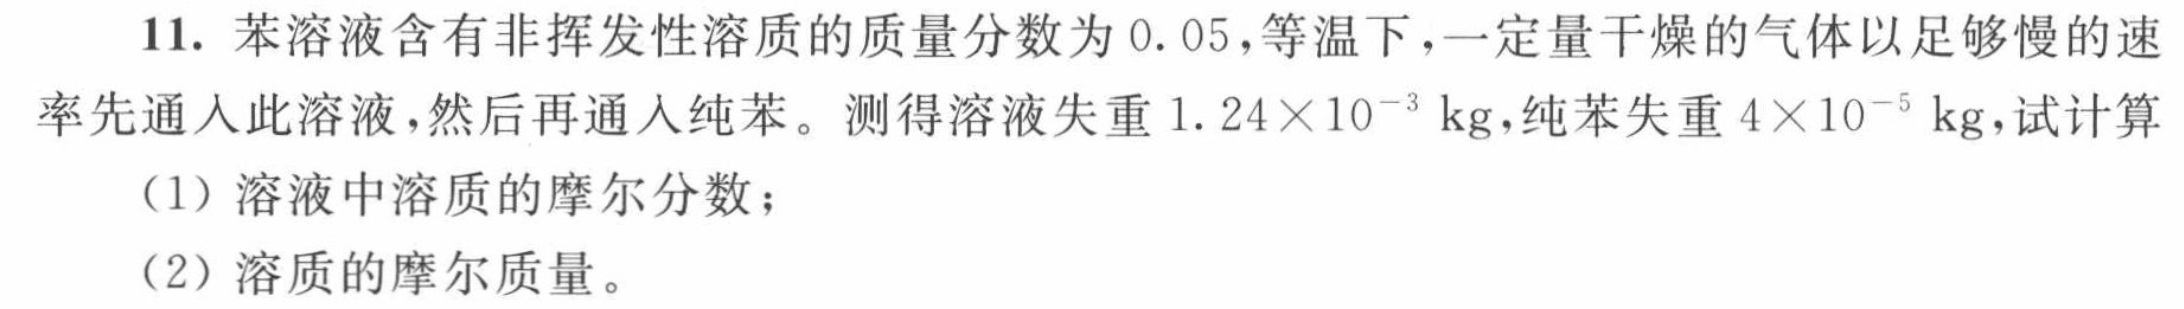 11. 苯溶液含有非挥发性溶质的质量分数为 0.05,等温下,一定量干燥的气体以足够慢的速
率先通入此溶液,然后再通入纯苯。测得溶液失重 1.24×10⁻³ kg,纯苯失重 4×10⁻⁵ kg,试计算
(1) 溶液中溶质的摩尔分数;
(2) 溶质的摩尔质量。